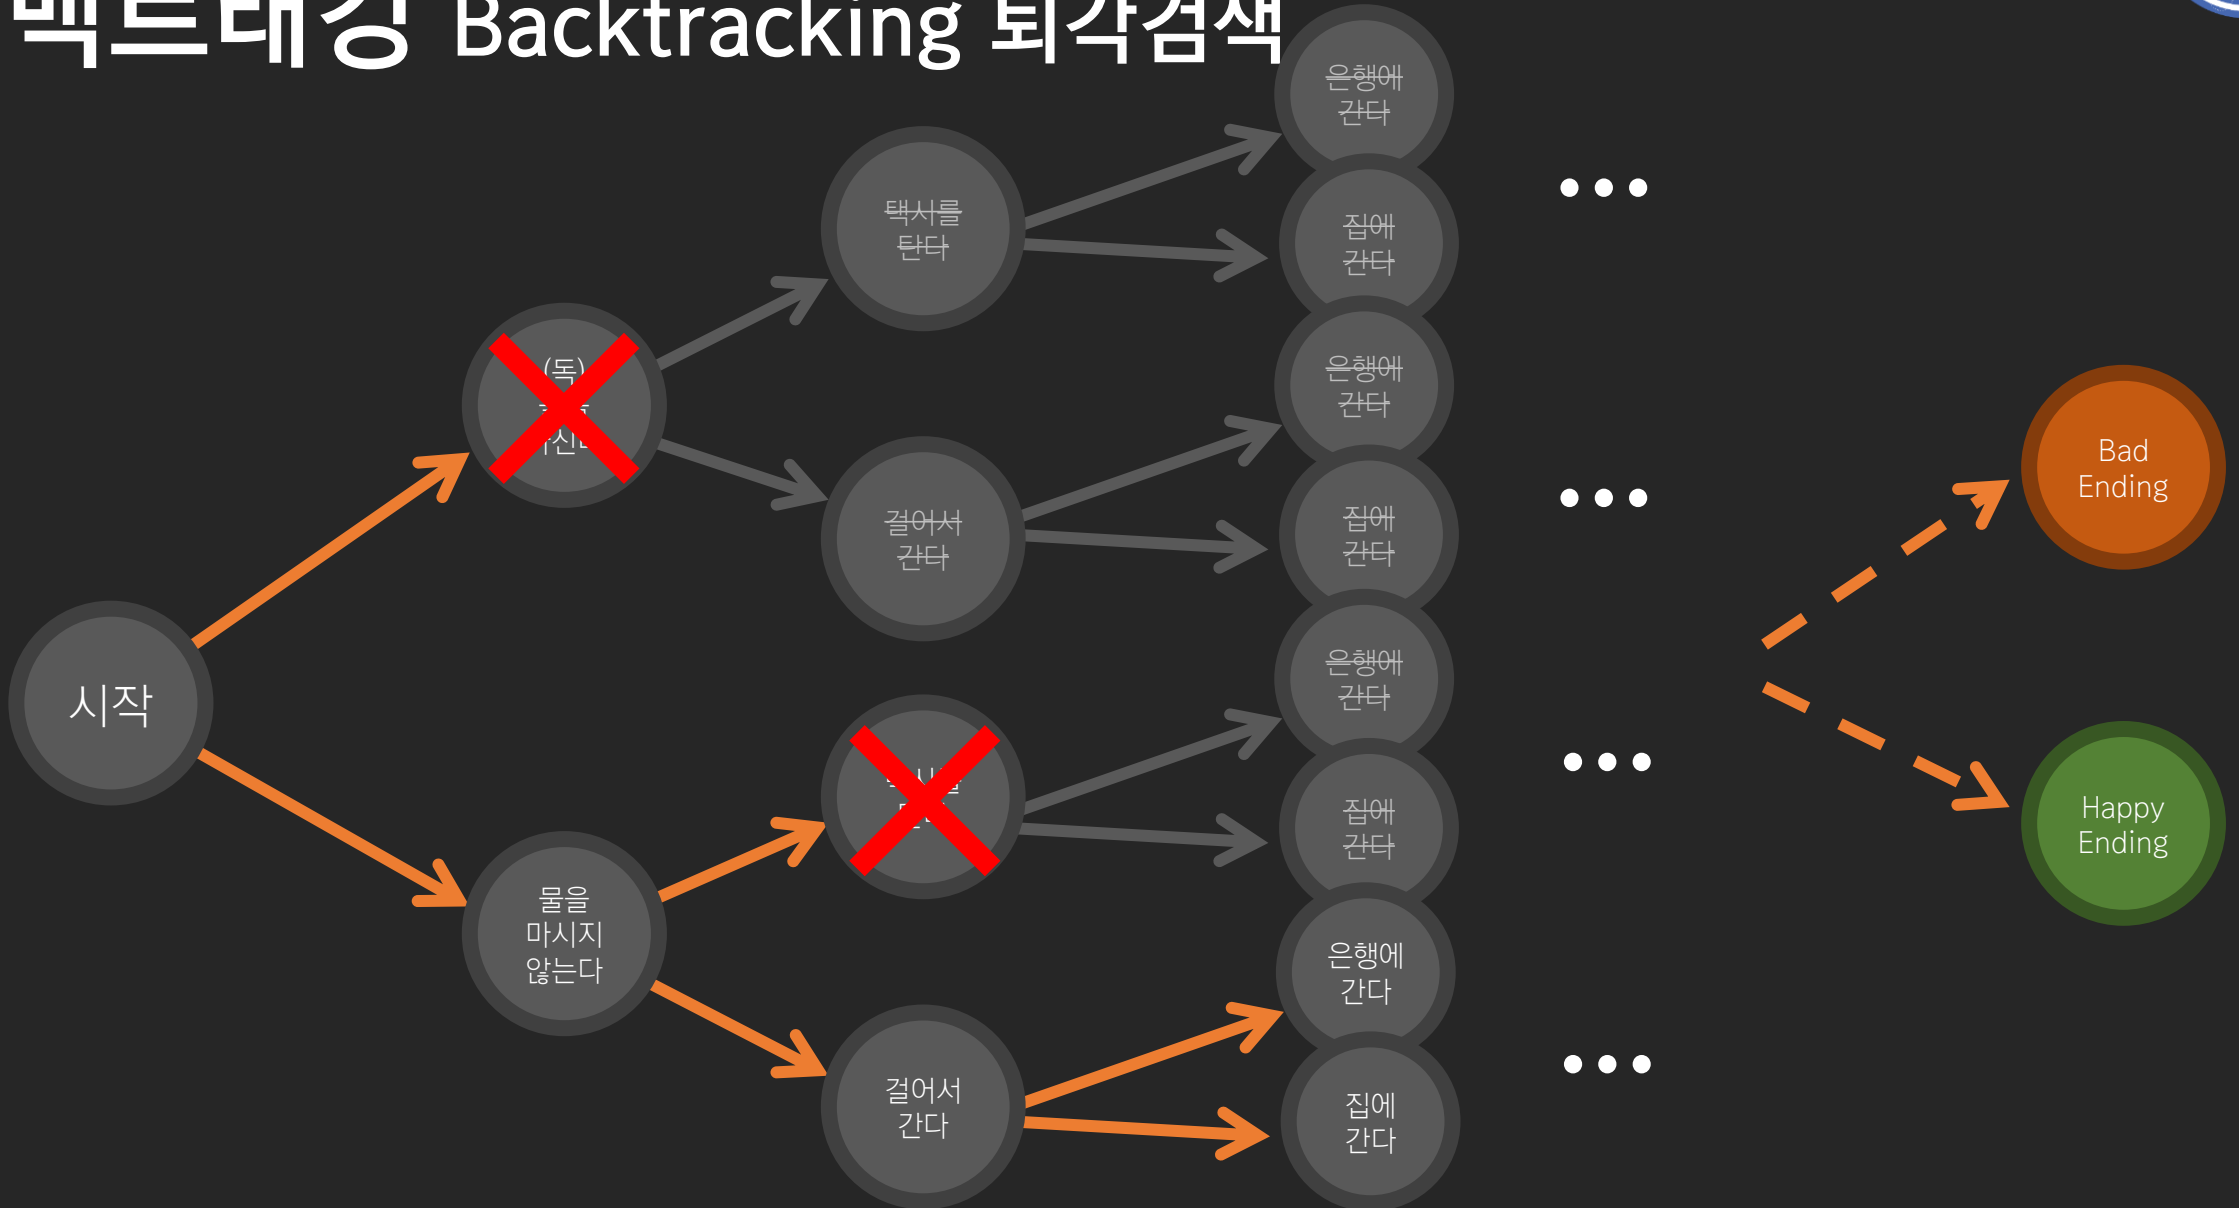 백트래킹 Backtracking 퇴각검색
시작
(독)
물을
마시지
않는다
택시를
탄다
걸어서
간다
걸어서
간다
은행에
간다
집에
간다
은행에
간다
집에
간다
은행에
간다
집에
간다
은행에
간다
집에
간다
Bad
Ending
Happy
Ending